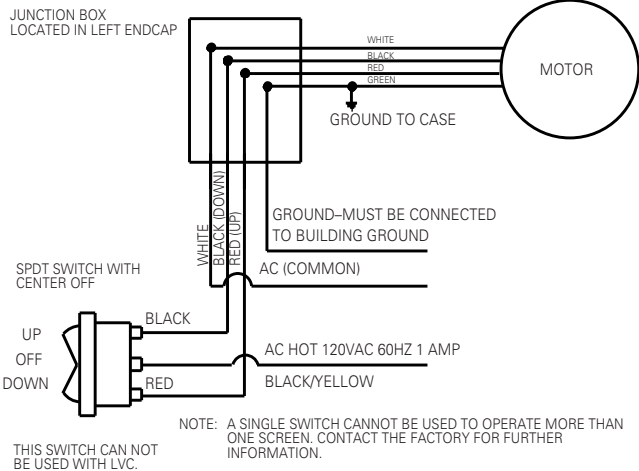 JUNCTION BOX
LOCATED IN LEFT ENDCAP
WHITE
BLACK
RED
GREEN
MOTOR
GROUND TO CASE
WHITE
BLACK (DOWN)
RED (UP)
GROUND–MUST BE CONNECTED
TO BUILDING GROUND
AC (COMMON)
SPDT SWITCH WITH
CENTER OFF
BLACK
UP
OFF
DOWN
AC HOT 120VAC 60HZ 1 AMP
RED
BLACK/YELLOW
NOTE: A SINGLE SWITCH CANNOT BE USED TO OPERATE MORE THAN
ONE SCREEN. CONTACT THE FACTORY FOR FURTHER
INFORMATION.
THIS SWITCH CAN NOT
BE USED WITH LVC.